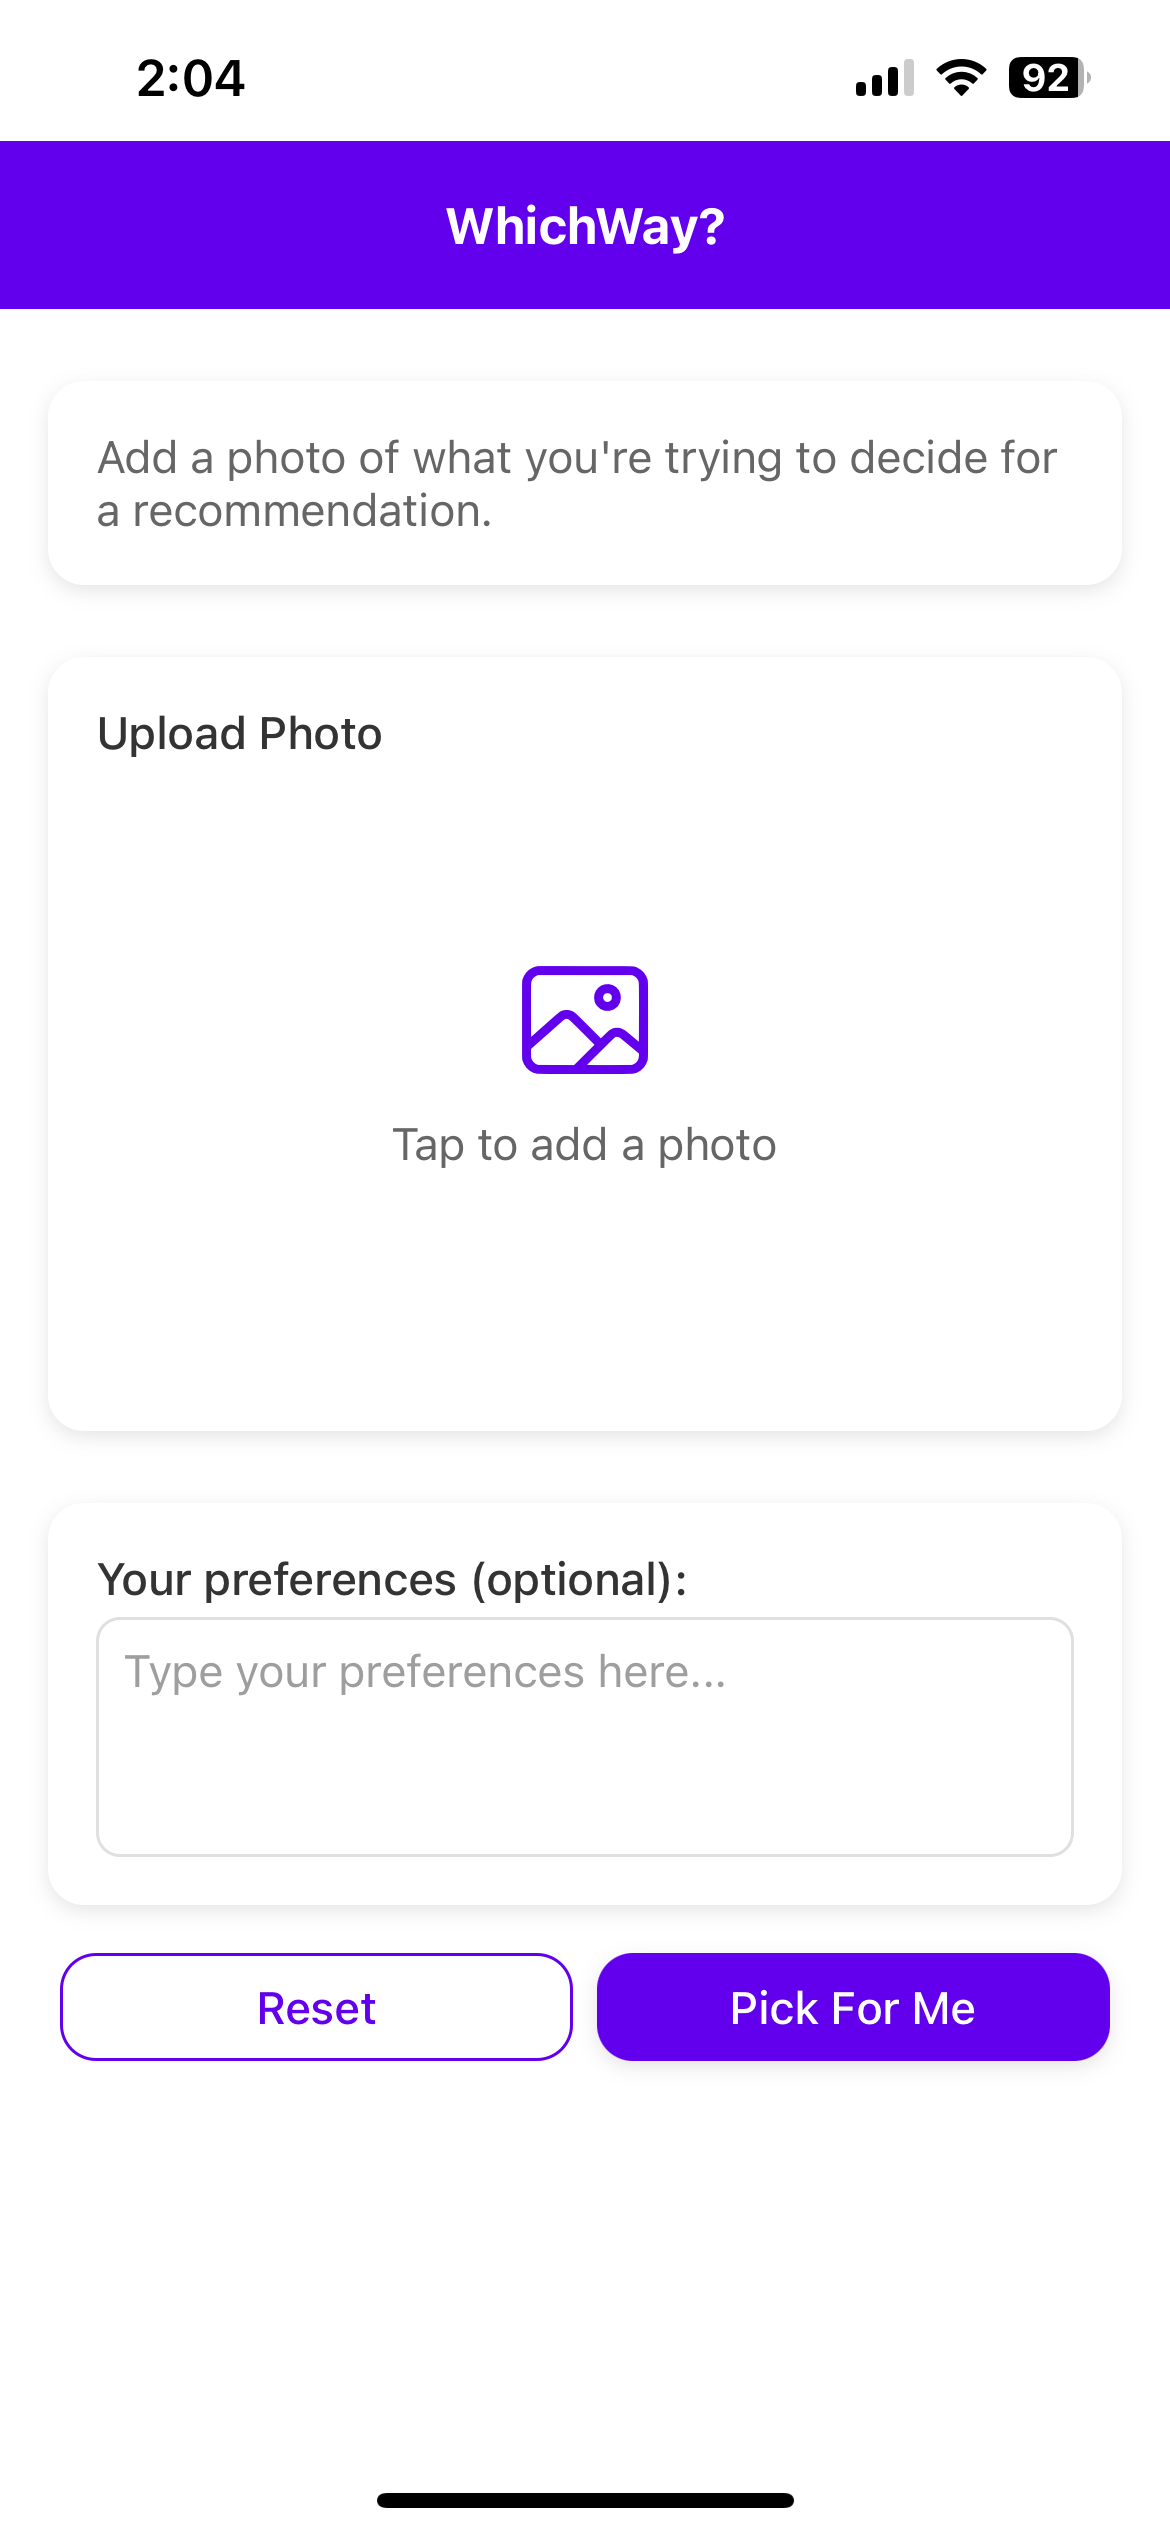 2:04
92
WhichWay?
Add a photo of what you're trying to decide for
a recommendation.
Upload Photo
Tap to add a photo
Your preferences (optional):
Type your preferences here...
Reset
Pick For Me